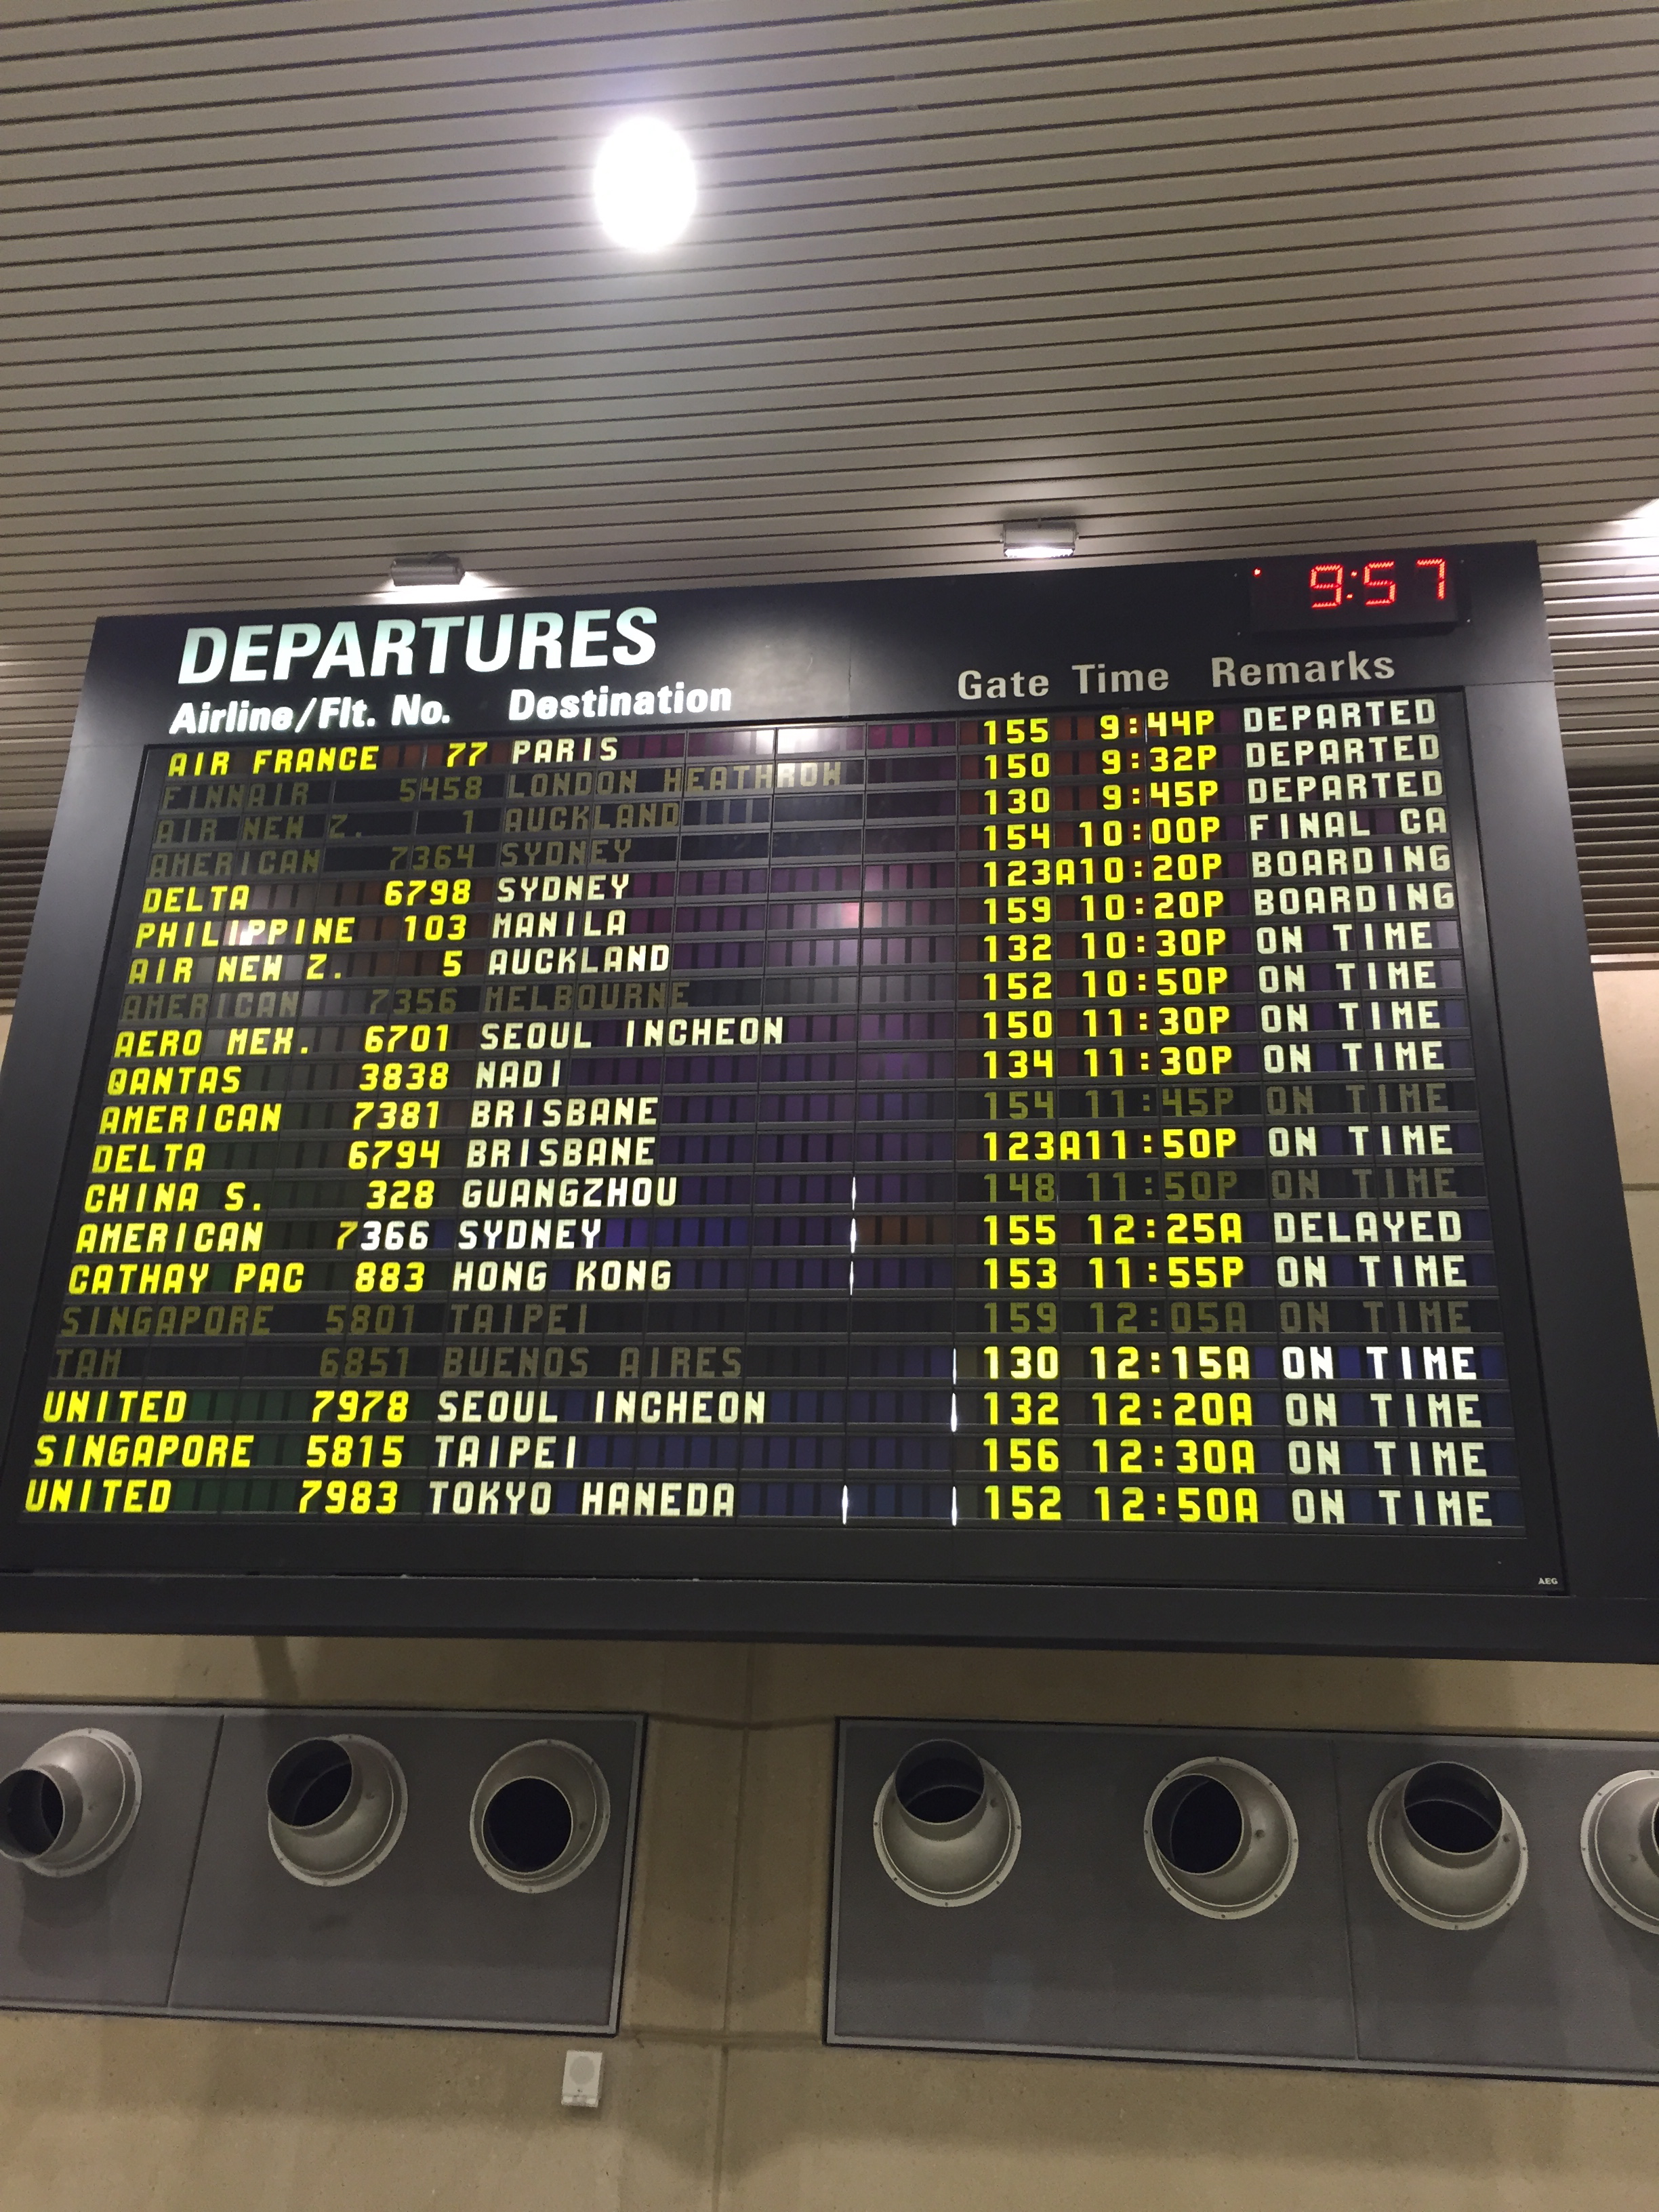 9:57
DEPARTURES
Airline/Flt. No. Destination Gate Time Remarks
AIR FRANCE 77 PARIS 155 9:44P DEPARTED
FINNAIR 5458 LONDON HEATHROW 150 9:32P DEPARTED
AIR NEW Z. 1 AUCKLAND 130 9:45P DEPARTED
AMERICAN 7364 SYDNEY 154 10:00P FINAL CA
DELTA 6798 SYDNEY 123A10:20P BOARDING
PHILIPPINE 103 MANILA 159 10:20P BOARDING
AIR NEW Z. 5 AUCKLAND 132 10:30P ON TIME
AMERICAN 7356 MELBOURNE 152 10:50P ON TIME
AERO MEX. 6701 SEOUL INCHEON 150 11:30P ON TIME
QANTAS 3838 NADI 134 11:30P ON TIME
AMERICAN 7381 BRISBANE 154 11:45P ON TIME
DELTA 6794 BRISBANE 123A11:50P ON TIME
CHINA S. 328 GUANGZHOU 148 11:50P ON TIME
AMERICAN 7366 SYDNEY 155 12:25A DELAYED
CATHAY PAC 883 HONG KONG 153 11:55P ON TIME
SINGAPORE 5801 TAIPEI 159 12:05A ON TIME
TAM 6851 BUENOS AIRES 130 12:15A ON TIME
UNITED 7978 SEOUL INCHEON 132 12:20A ON TIME
SINGAPORE 5815 TAIPEI 156 12:30A ON TIME
UNITED 7983 TOKYO HANEDA 152 12:50A ON TIME
AEG